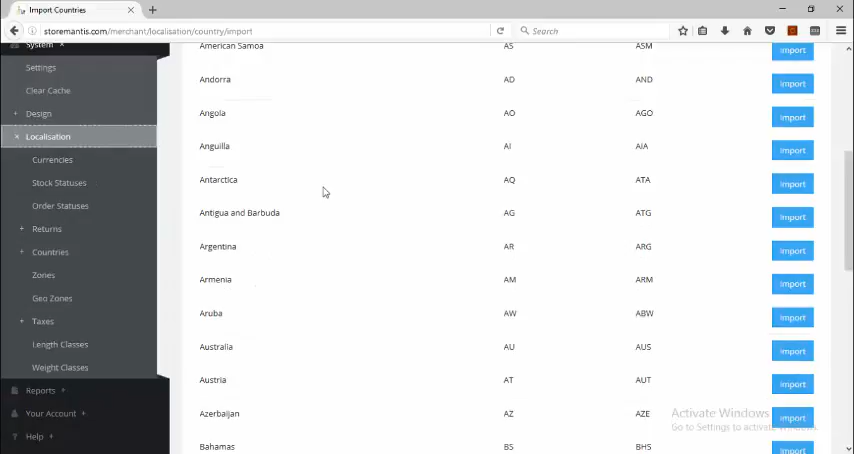 Import Countries
storemantis.com/merchant/localisation/country/import
Search
System
Settings
Clear Cache
Design
Localisation
Currencies
Stock Statuses
Order Statuses
Returns
Countries
Zones
Geo Zones
Taxes
Length Classes
Weight Classes
Reports
Your Account
Help
American Samoa AS ASM Import
Andorra AD AND Import
Angola AO AGO Import
Anguilla AI AIA Import
Antarctica AQ ATA Import
Antigua and Barbuda AG ATG Import
Argentina AR ARG Import
Armenia AM ARM Import
Aruba AW ABW Import
Australia AU AUS Import
Austria AT AUT Import
Azerbaijan AZ AZE Import
Bahamas BS BHS Import
Activate Windows
Go to Settings to activate Windows.